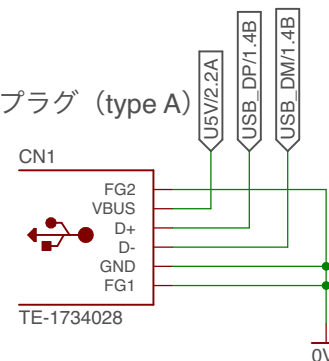 プラグ（type A）
U5V/2.2A
USB_DP/1.4B
USB_DM/1.4B
CN1
FG2
VBUS
D+
D-
GND
FG1
TE-1734028
0V